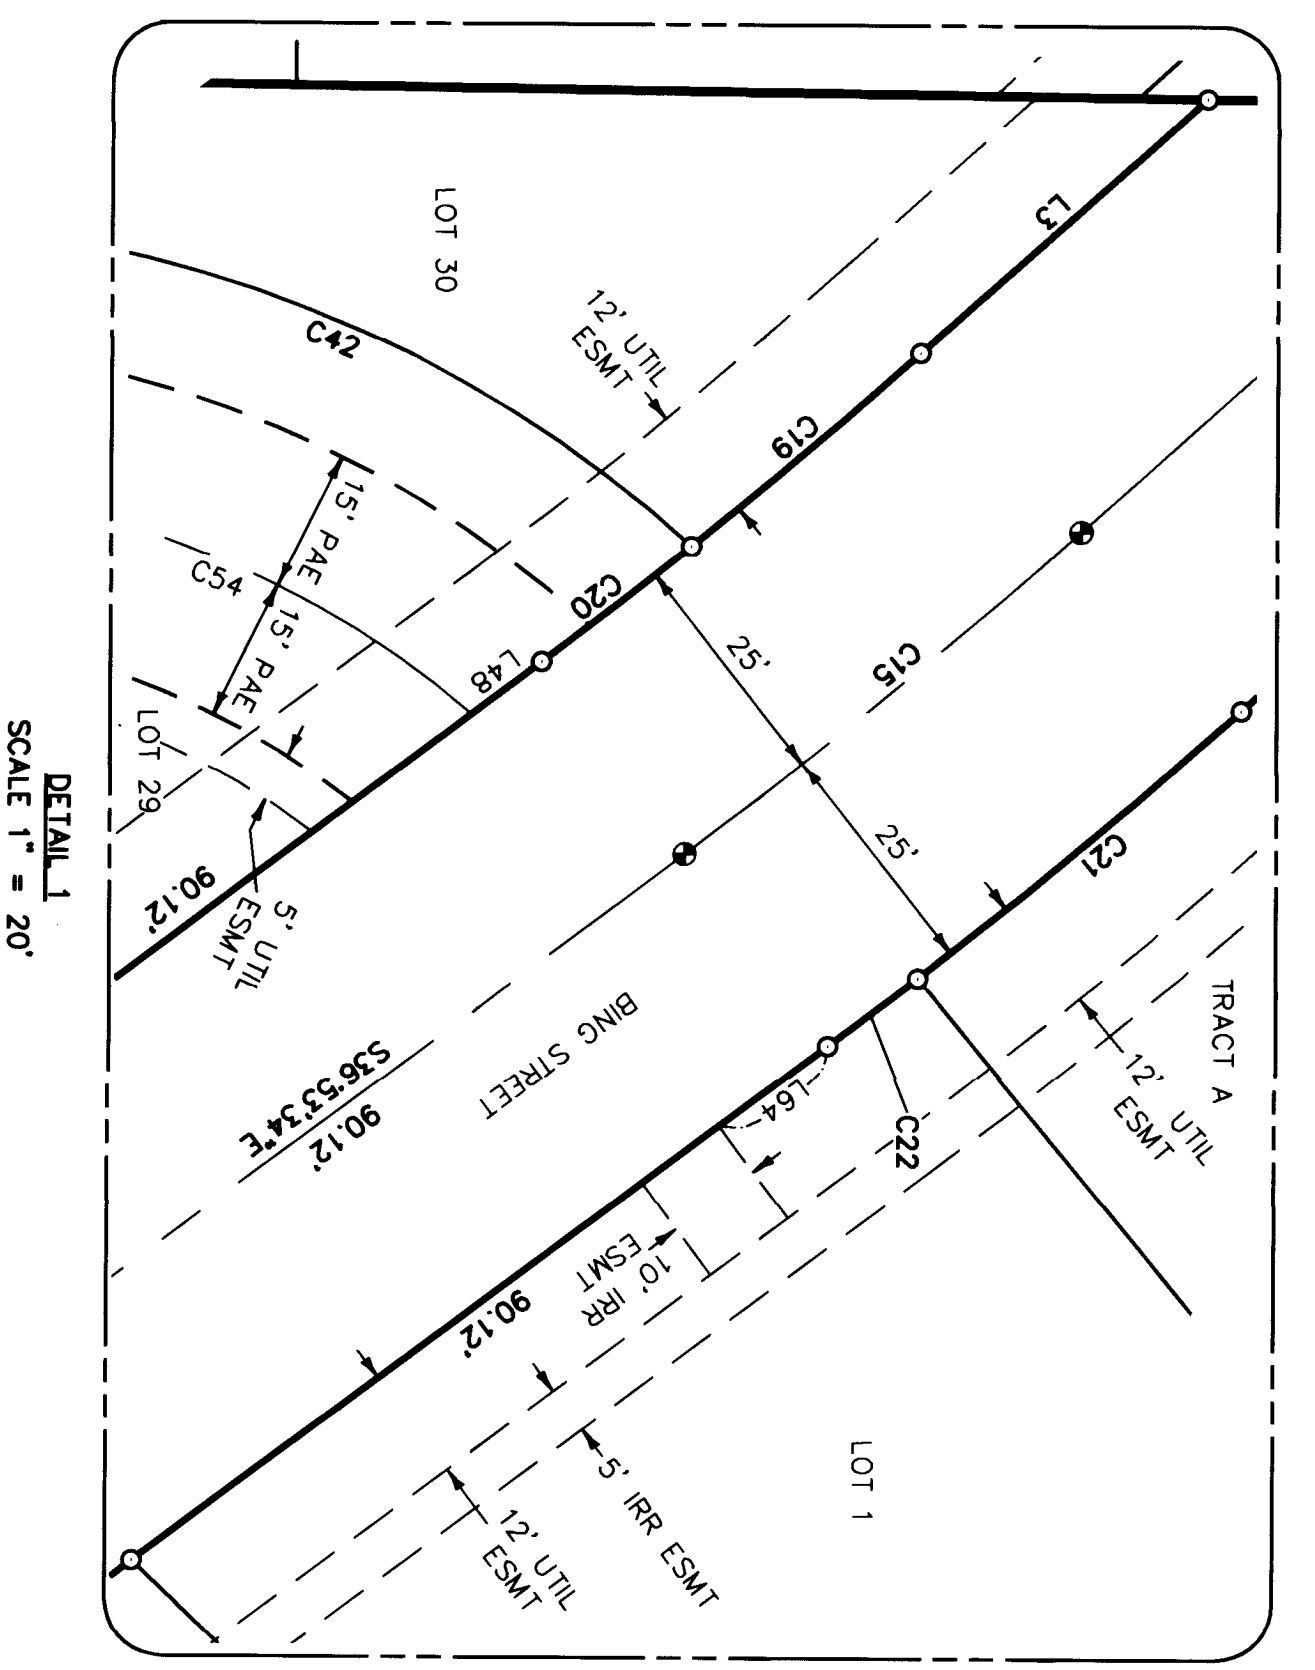 L3
LOT 30
12' UTIL
ESMT
C42
C19
15' PAE
C54
15' PAE
C20
L48
25'
C15
LOT 29
25'
C21
90.12'
5' UTIL
ESMT
TRACT A
BING STREET
12' UTIL
ESMT
S36°53'34"E
90.12'
L64
C22
10' IRR
ESMT
90.12'
LOT 1
5' IRR ESMT
12' UTIL
ESMT
DETAIL 1
SCALE 1" = 20'